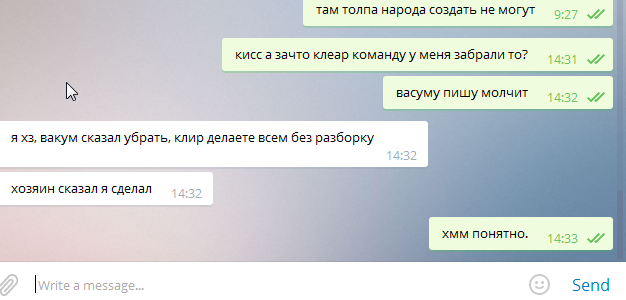 там толпа народа создать не могут
9:27
кисс а зачто клеар команду у меня забрали то?
14:31
васуму пишу молчит
14:32
я хз, вакум сказал убрать, клир делаете всем без разборку
14:32
хозяин сказал я сделал
14:32
хмм понятно.
14:33
Write a message...
Send